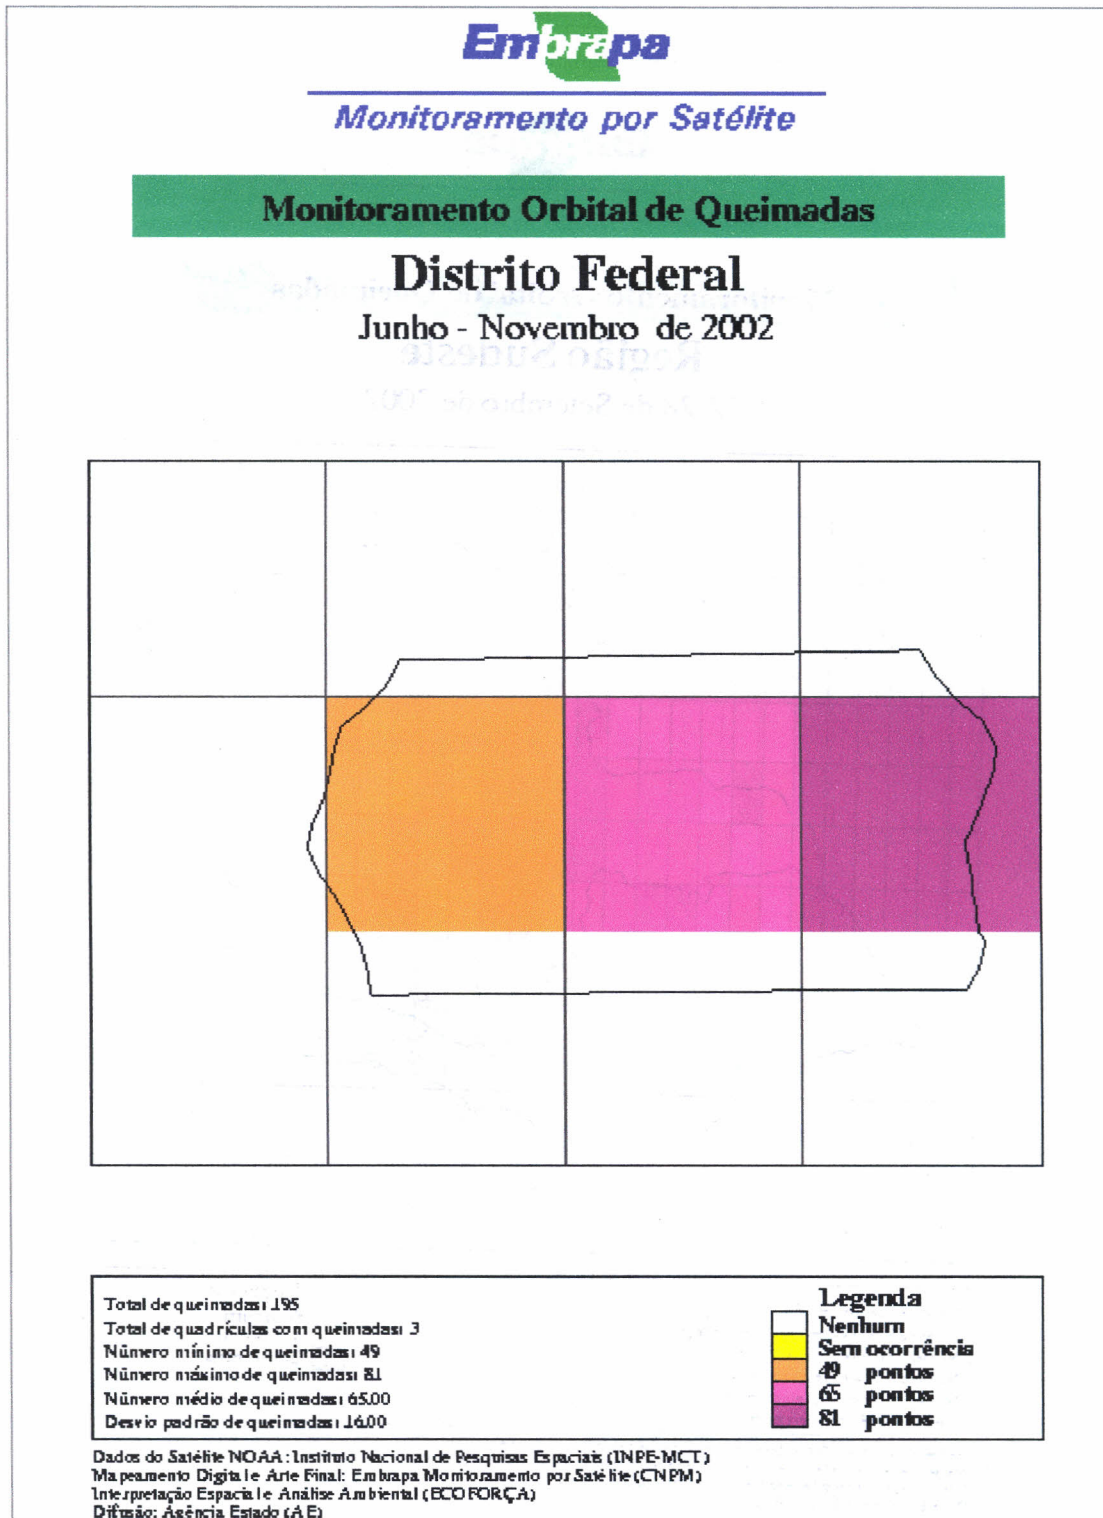 Embrapa
Monitoramento por Satélite
Monitoramento Orbital de Queimadas
Distrito Federal
Junho - Novembro de 2002
Total de queimadas: 195
Total de quadrículas com queimadas: 3
Número mínimo de queimadas: 49
Número máximo de queimadas: 81
Número médio de queimadas: 65.00
Desvio padrão de queimadas: 16.00
Legenda
Nenhum
Sem ocorrência
49 pontos
65 pontos
81 pontos
Dados do Satélite NOAA: Instituto Nacional de Pesquisas Espaciais (INPE-MCT)
Mapeamento Digital e Arte Final: Embrapa Monitoramento por Satélite (CNPM)
Interpretação Espacial e Análise Ambiental (ECOFORÇA)
Difusão: Agência Estado (AE)